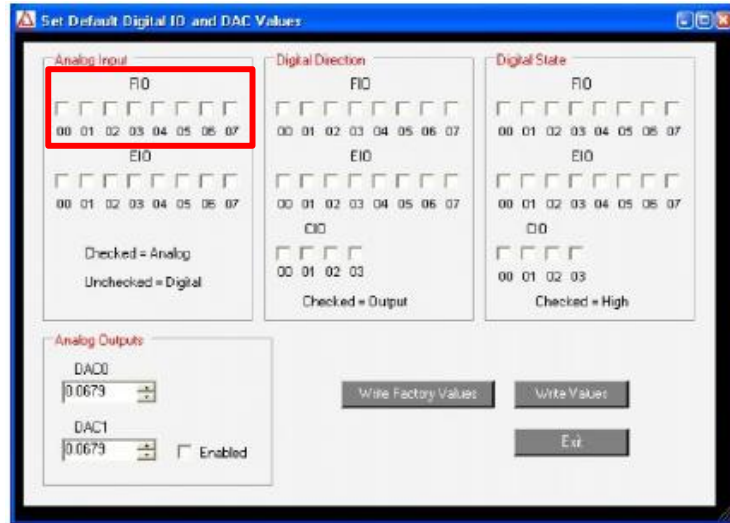 Set Default Digital IO and DAC Values
Analog Input
FIO
00 01 02 03 04 05 06 07
EIO
00 01 02 03 04 05 06 07
Checked = Analog
Unchecked = Digital
Digital Direction
FIO
00 01 02 03 04 05 06 07
EIO
00 01 02 03 04 05 06 07
CIO
00 01 02 03
Checked = Output
Digital State
FIO
00 01 02 03 04 05 06 07
EIO
00 01 02 03 04 05 06 07
CIO
00 01 02 03
Checked = High
Analog Outputs
DAC0
0.0679
DAC1
0.0679
Enabled
Write Factory Values
Write Values
Exit